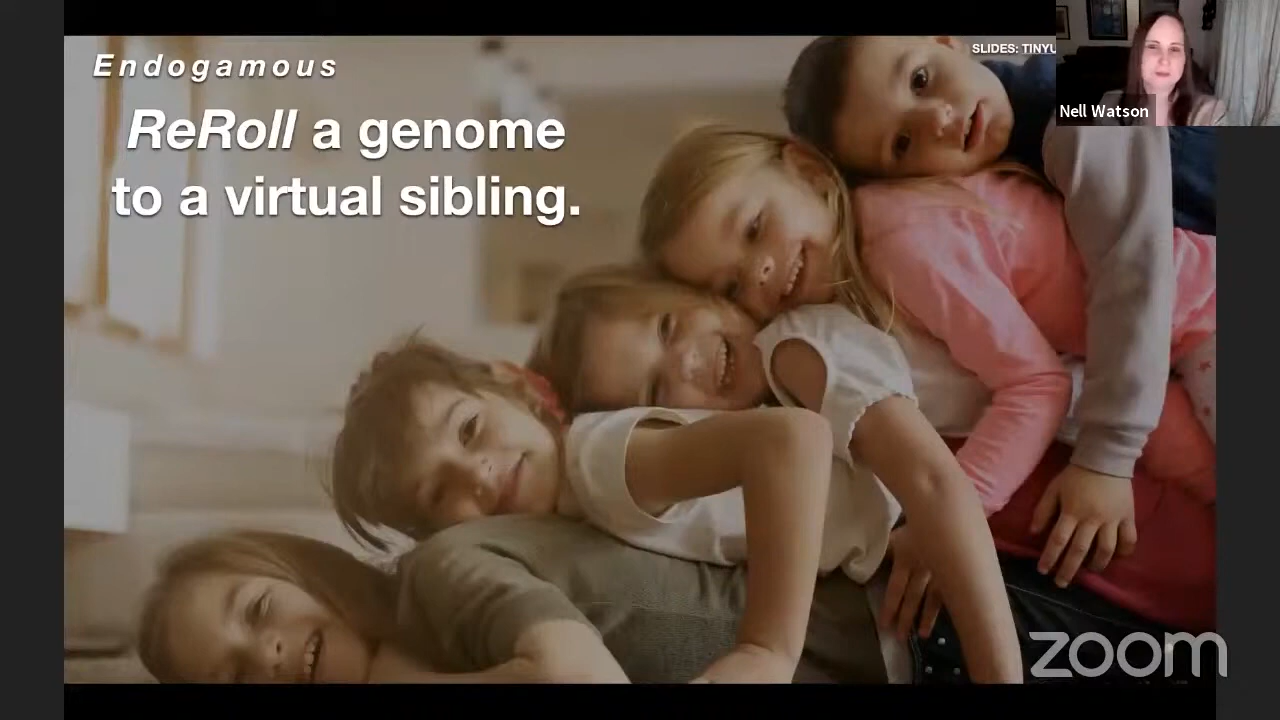 Endogamous
SLIDES: TINYU
Nell Watson
ReRoll a genome
to a virtual sibling.
zoom